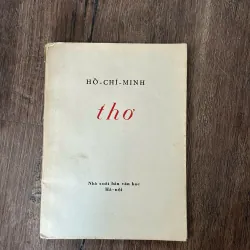 HỒ-CHÍ-MINH
thơ
Nhà xuất bản văn học
Hà-nội